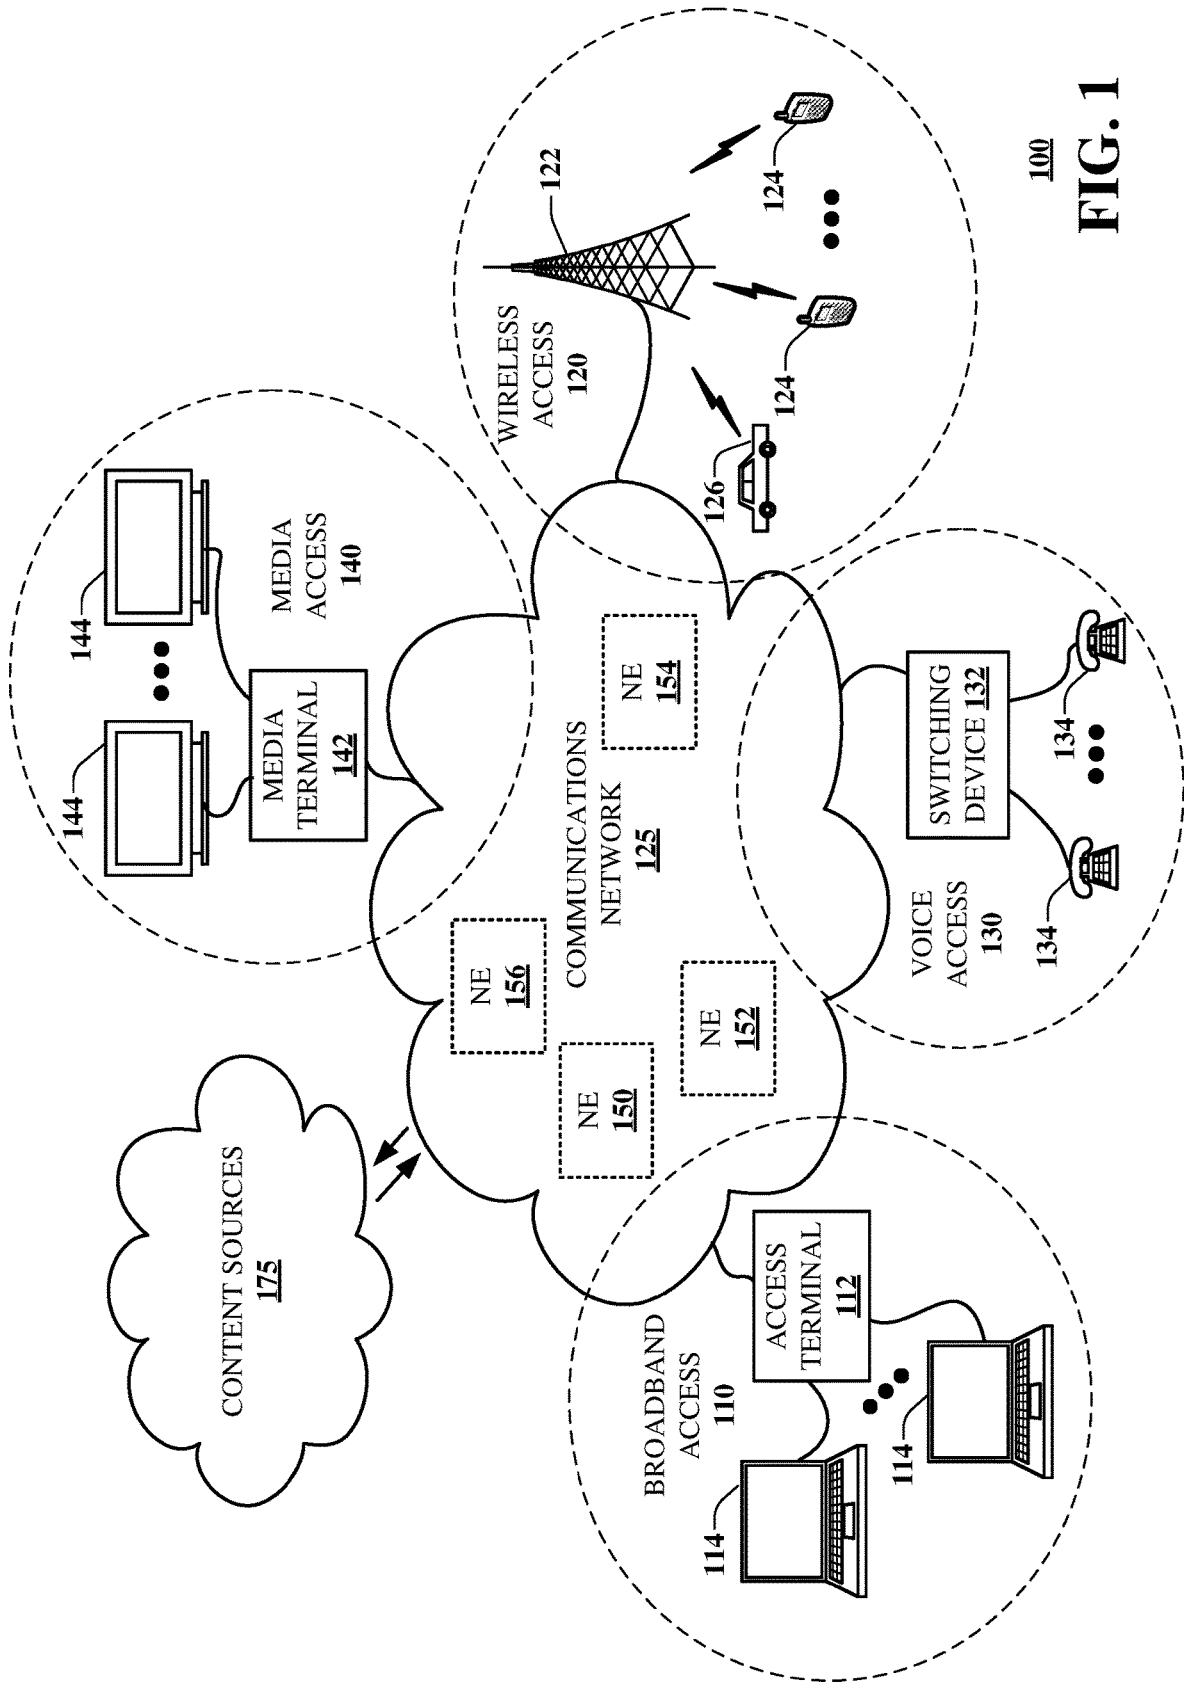 CONTENT SOURCES
175
144
144
MEDIA
TERMINAL
142
MEDIA
ACCESS
140
NE
156
NE
150
NE
152
COMMUNICATIONS
NETWORK
125
NE
154
WIRELESS
ACCESS
120
122
124
124
126
BROADBAND
ACCESS
110
ACCESS
TERMINAL
112
114
114
VOICE
ACCESS
130
SWITCHING
DEVICE 132
134
134
100
FIG. 1